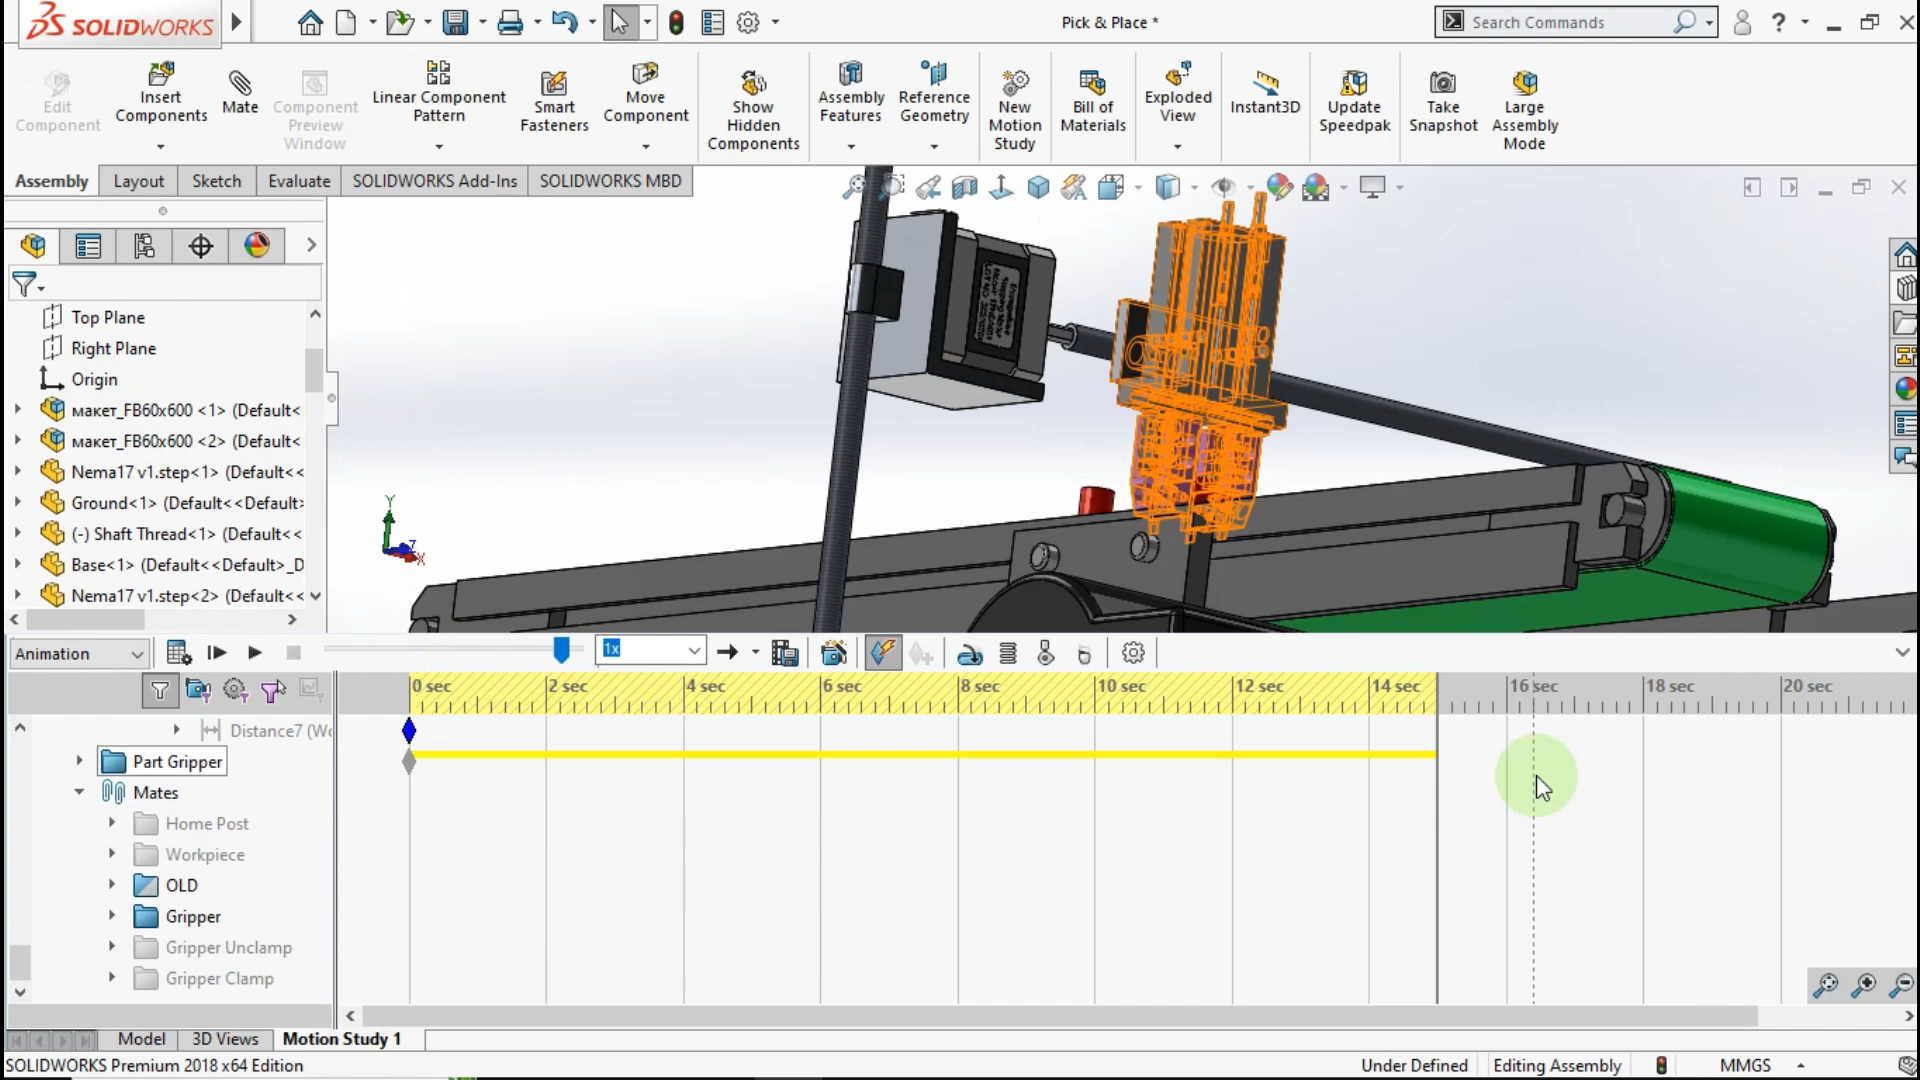 SOLIDWORKS
Pick & Place *
Search Commands
?
Edit
Component
Insert
Components
Mate
Component
Preview
Window
Linear Component
Pattern
Smart
Fasteners
Move
Component
Show
Hidden
Components
Assembly
Features
Reference
Geometry
New
Motion
Study
Bill of
Materials
Exploded
View
Instant3D
Update
Speedpak
Take
Snapshot
Large
Assembly
Mode
Assembly
Layout
Sketch
Evaluate
SOLIDWORKS Add-Ins
SOLIDWORKS MBD
Top Plane
Right Plane
Origin
макет_FB60x600 <1> (Default<
макет_FB60x600 <2> (Default<
Nema17 v1.step<1> (Default<<
Ground<1> (Default<<Default>
(-) Shaft Thread<1> (Default<<
Base<1> (Default<<Default>_D
Nema17 v1.step<2> (Default<<
Y
Z
X
Animation
1x
0 sec
2 sec
4 sec
6 sec
8 sec
10 sec
12 sec
14 sec
16 sec
18 sec
20 sec
Distance7 (Wo
Part Gripper
Mates
Home Post
Workpiece
OLD
Gripper
Gripper Unclamp
Gripper Clamp
Model
3D Views
Motion Study 1
SOLIDWORKS Premium 2018 x64 Edition
Under Defined
Editing Assembly
MMGS